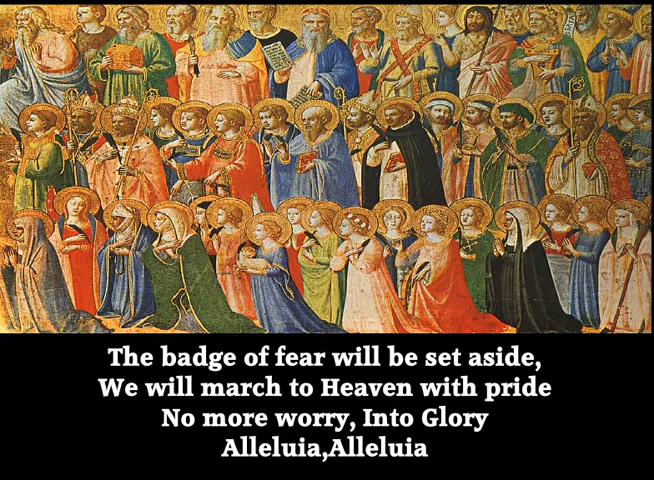 The badge of fear will be set aside,
We will march to Heaven with pride
No more worry, Into Glory
Alleluia,Alleluia